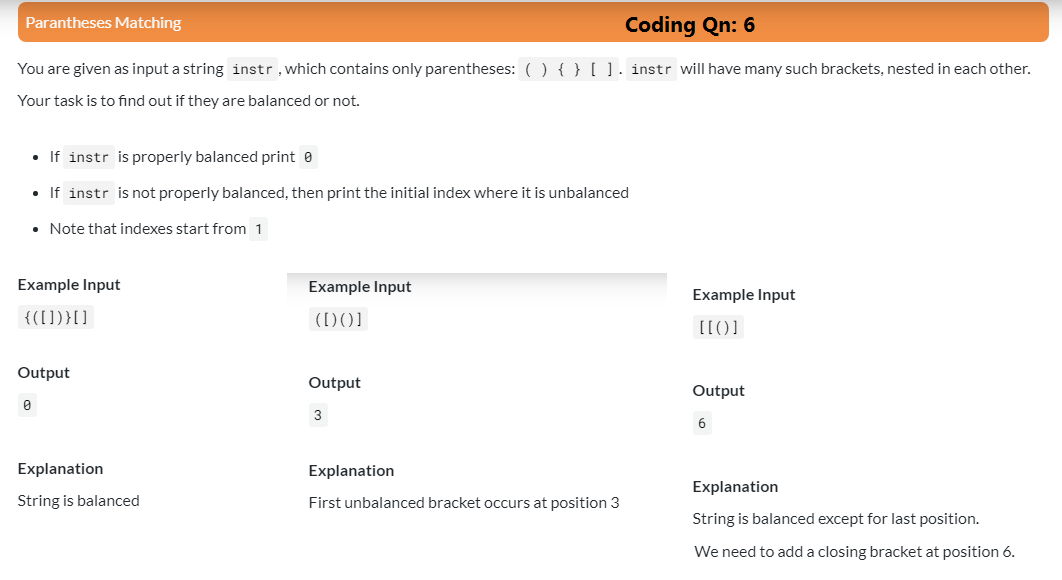 Parantheses Matching
Coding Qn: 6
You are given as input a string instr, which contains only parentheses: ( ) { } [ ]. instr will have many such brackets, nested in each other.
Your task is to find out if they are balanced or not.
• If instr is properly balanced print 0
• If instr is not properly balanced, then print the initial index where it is unbalanced
• Note that indexes start from 1
Example Input
{([])}[]
Output
0
Explanation
String is balanced
Example Input
([)()]
Output
3
Explanation
First unbalanced bracket occurs at position 3
Example Input
[[()]
Output
6
Explanation
String is balanced except for last position.
We need to add a closing bracket at position 6.